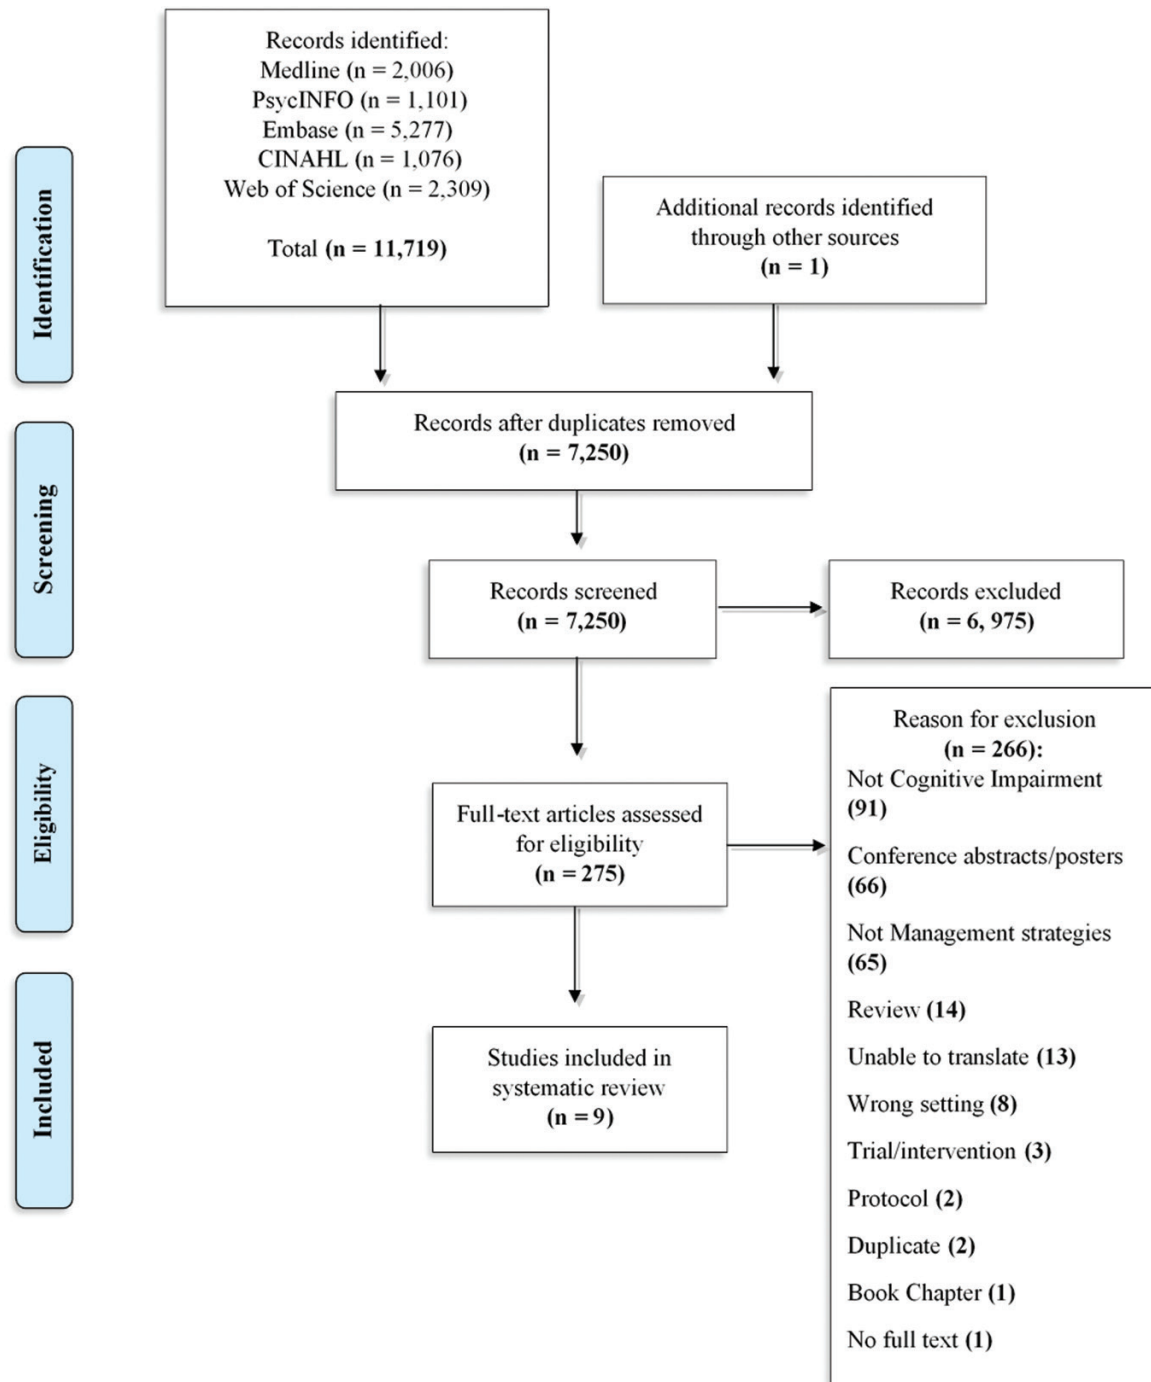 Records identified:
Medline (n = 2,006)
PsycINFO (n = 1,101)
Embase (n = 5,277)
CINAHL (n = 1,076)
Web of Science (n = 2,309)
Total (n = 11,719)
Additional records identified
through other sources
(n = 1)
Identification
Records after duplicates removed
(n = 7,250)
Screening
Records screened
(n = 7,250)
Records excluded
(n = 6, 975)
Eligibility
Full-text articles assessed
for eligibility
(n = 275)
Reason for exclusion
(n = 266):
Not Cognitive Impairment
(91)
Conference abstracts/posters
(66)
Not Management strategies
(65)
Review (14)
Unable to translate (13)
Wrong setting (8)
Trial/intervention (3)
Protocol (2)
Duplicate (2)
Book Chapter (1)
No full text (1)
Included
Studies included in
systematic review
(n = 9)